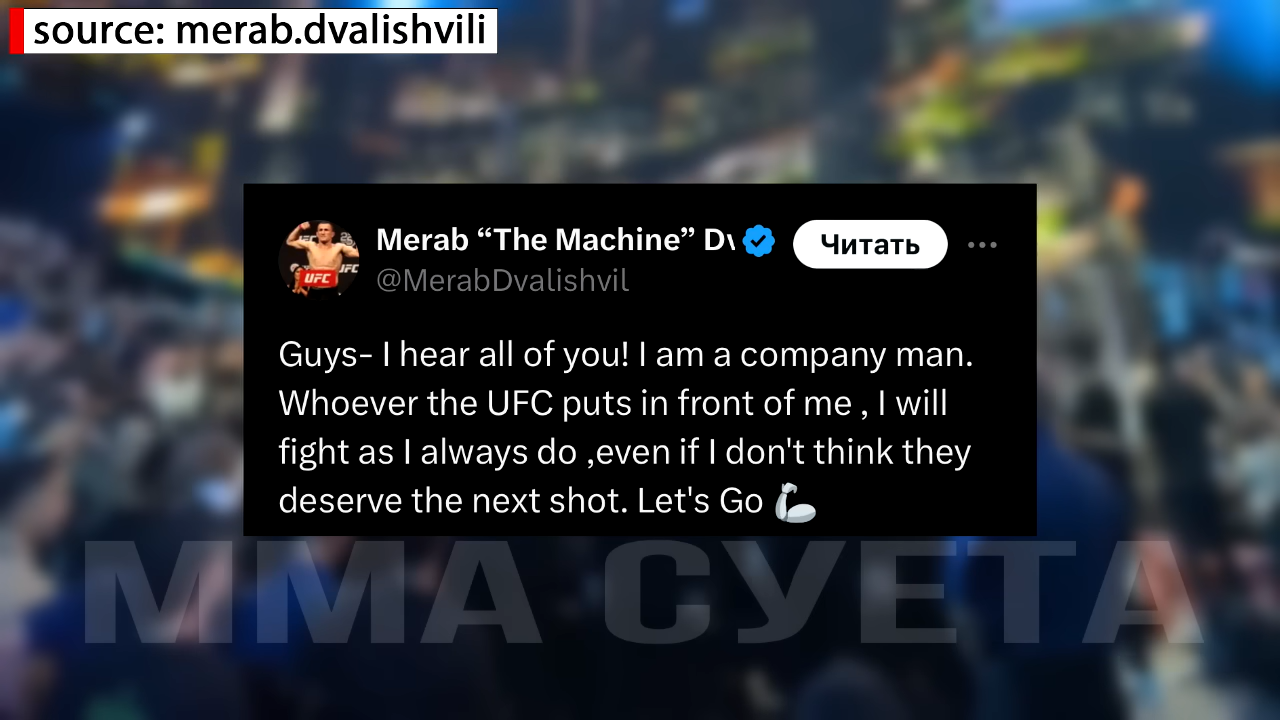 source: merab.dvalishvili
Merab “The Machine” Dv
Читать
@MerabDvalishvil
Guys- I hear all of you! I am a company man.
Whoever the UFC puts in front of me , I will
fight as I always do ,even if I don't think they
deserve the next shot. Let's Go 🦾
UFC
ММА СУЕТА